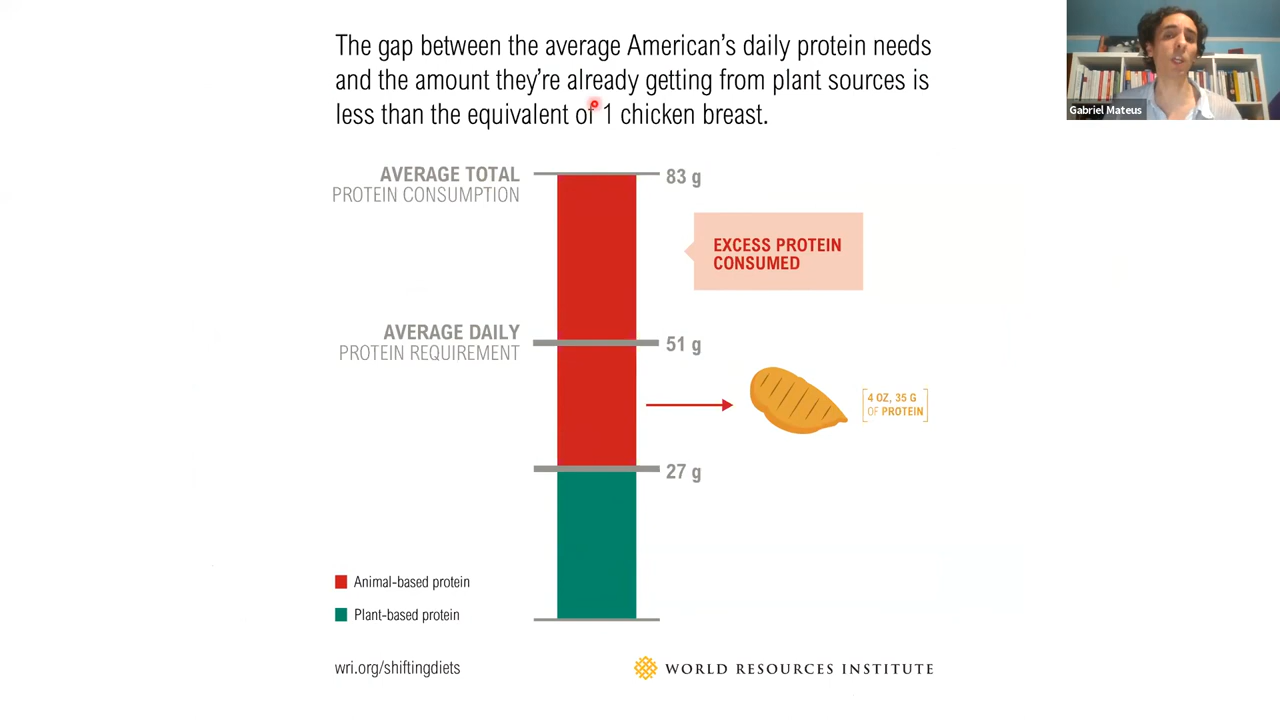 The gap between the average American’s daily protein needs
and the amount they’re already getting from plant sources is
less than the equivalent of 1 chicken breast.
Gabriel Mateus
AVERAGE TOTAL
PROTEIN CONSUMPTION
83 g
EXCESS PROTEIN
CONSUMED
AVERAGE DAILY
PROTEIN REQUIREMENT
51 g
4 OZ, 35 G
OF PROTEIN
27 g
Animal-based protein
Plant-based protein
wri.org/shiftingdiets
WORLD RESOURCES INSTITUTE